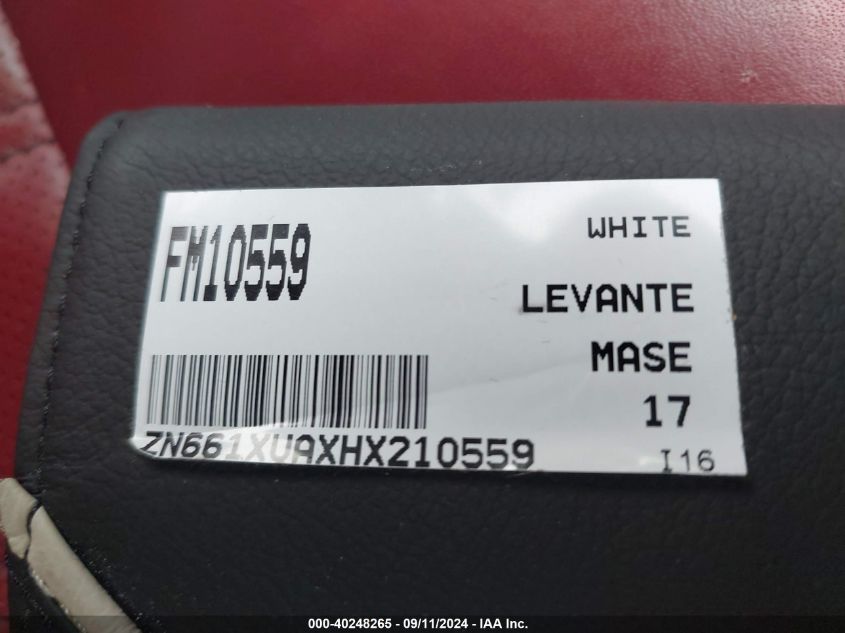 FM10559
WHITE
LEVANTE
MASE
17
ZN661XUAXHX210559
I16
000-40248265 - 09/11/2024 - IAA Inc.